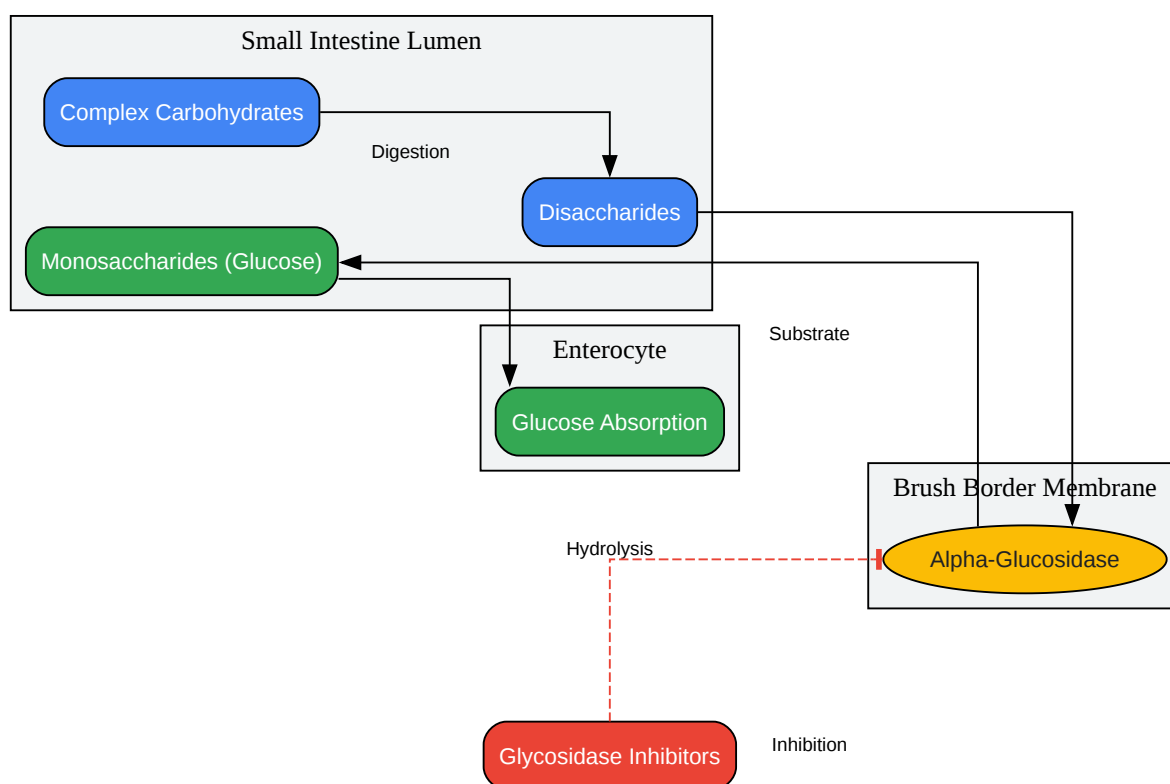 Small Intestine Lumen
Complex Carbohydrates
Digestion
Disaccharides
Monosaccharides (Glucose)
Substrate
Enterocyte
Glucose Absorption
Brush Border Membrane
Hydrolysis
Alpha-Glucosidase
Glycosidase Inhibitors
Inhibition